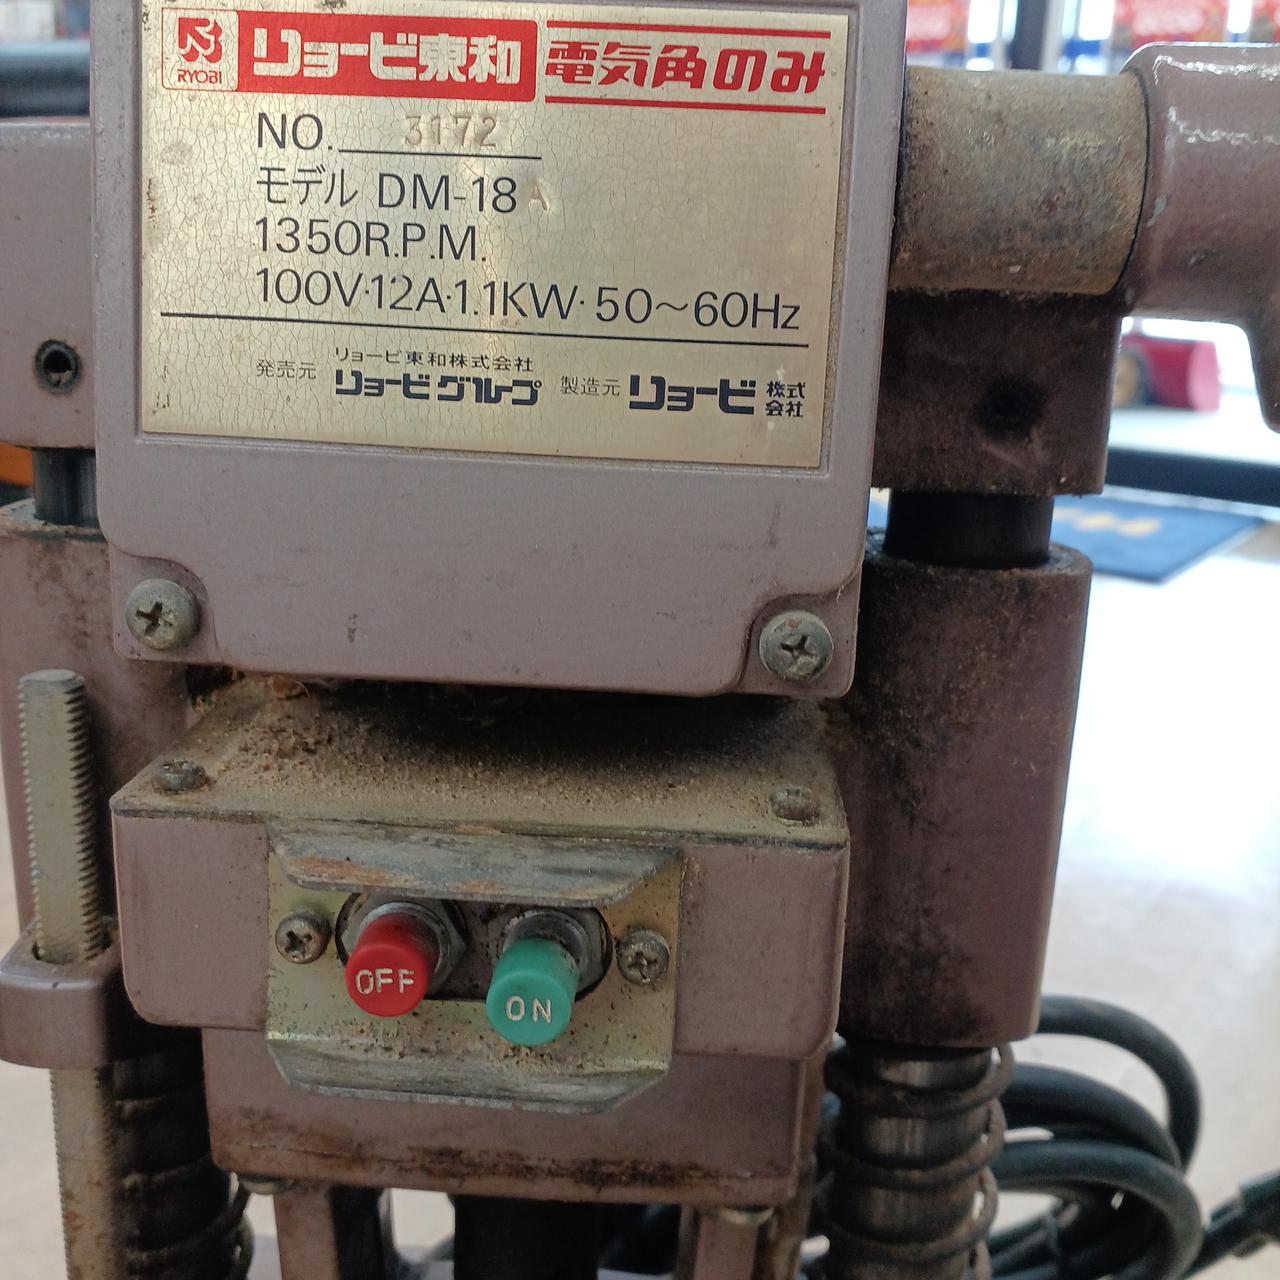 RYOBI
リョービ東和 電気角のみ
NO. 3172
モデル DM-18A
1350R.P.M.
100V·12A·1.1KW·50～60Hz
発売元 リョービ東和株式会社
リョービグループ
製造元 リョービ株式会社
OFF
ON